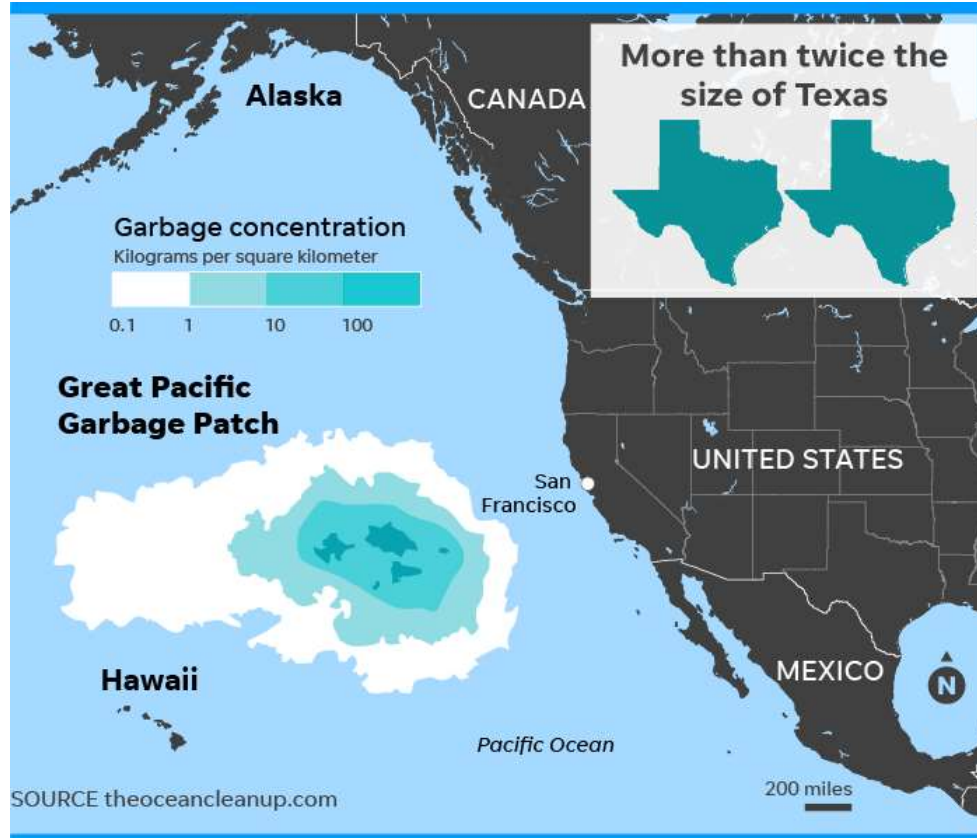 More than twice the
size of Texas
Alaska
CANADA
Garbage concentration
Kilograms per square kilometer
0.1 1 10 100
Great Pacific
Garbage Patch
UNITED STATES
San
Francisco
Hawaii
MEXICO
N
Pacific Ocean
200 miles
SOURCE theoceancleanup.com